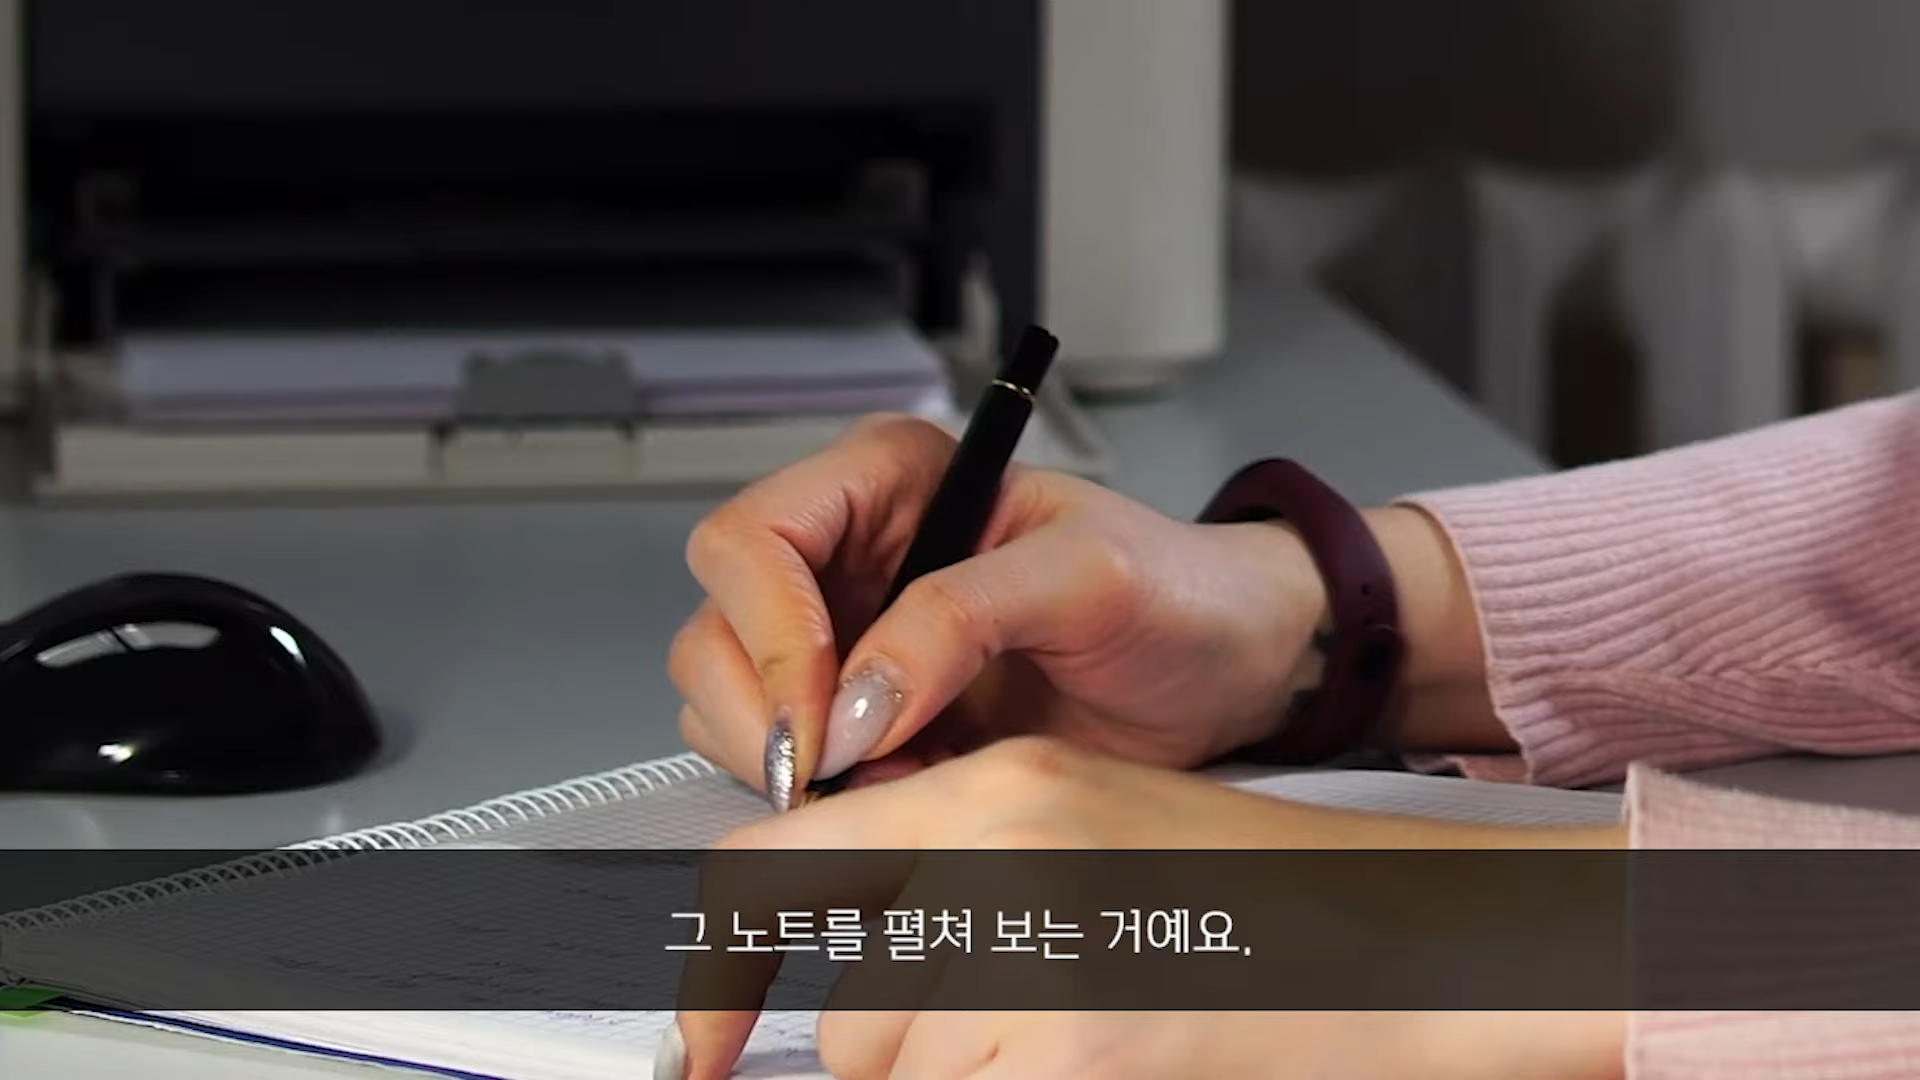 그 노트를 펼쳐 보는 거예요.